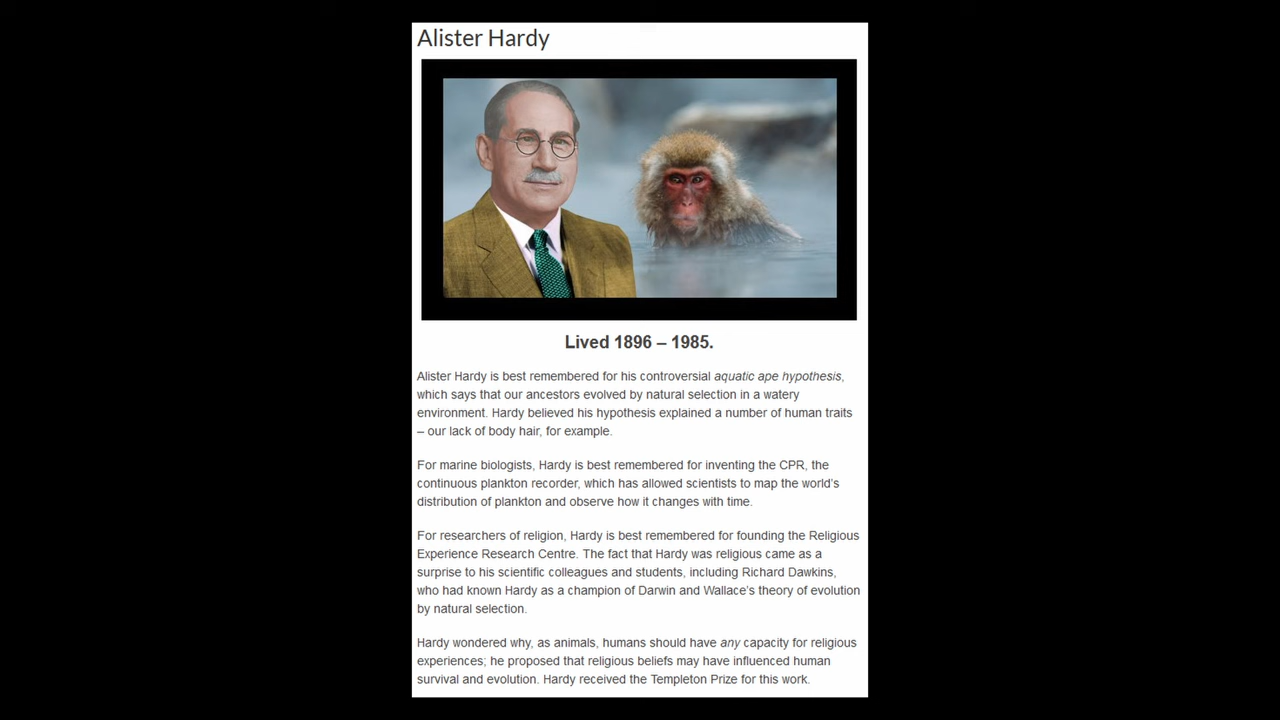 Alister Hardy
Lived 1896 – 1985.
Alister Hardy is best remembered for his controversial aquatic ape hypothesis,
which says that our ancestors evolved by natural selection in a watery
environment. Hardy believed his hypothesis explained a number of human traits
– our lack of body hair, for example.
For marine biologists, Hardy is best remembered for inventing the CPR, the
continuous plankton recorder, which has allowed scientists to map the world’s
distribution of plankton and observe how it changes with time.
For researchers of religion, Hardy is best remembered for founding the Religious
Experience Research Centre. The fact that Hardy was religious came as a
surprise to his scientific colleagues and students, including Richard Dawkins,
who had known Hardy as a champion of Darwin and Wallace’s theory of evolution
by natural selection.
Hardy wondered why, as animals, humans should have any capacity for religious
experiences; he proposed that religious beliefs may have influenced human
survival and evolution. Hardy received the Templeton Prize for this work.